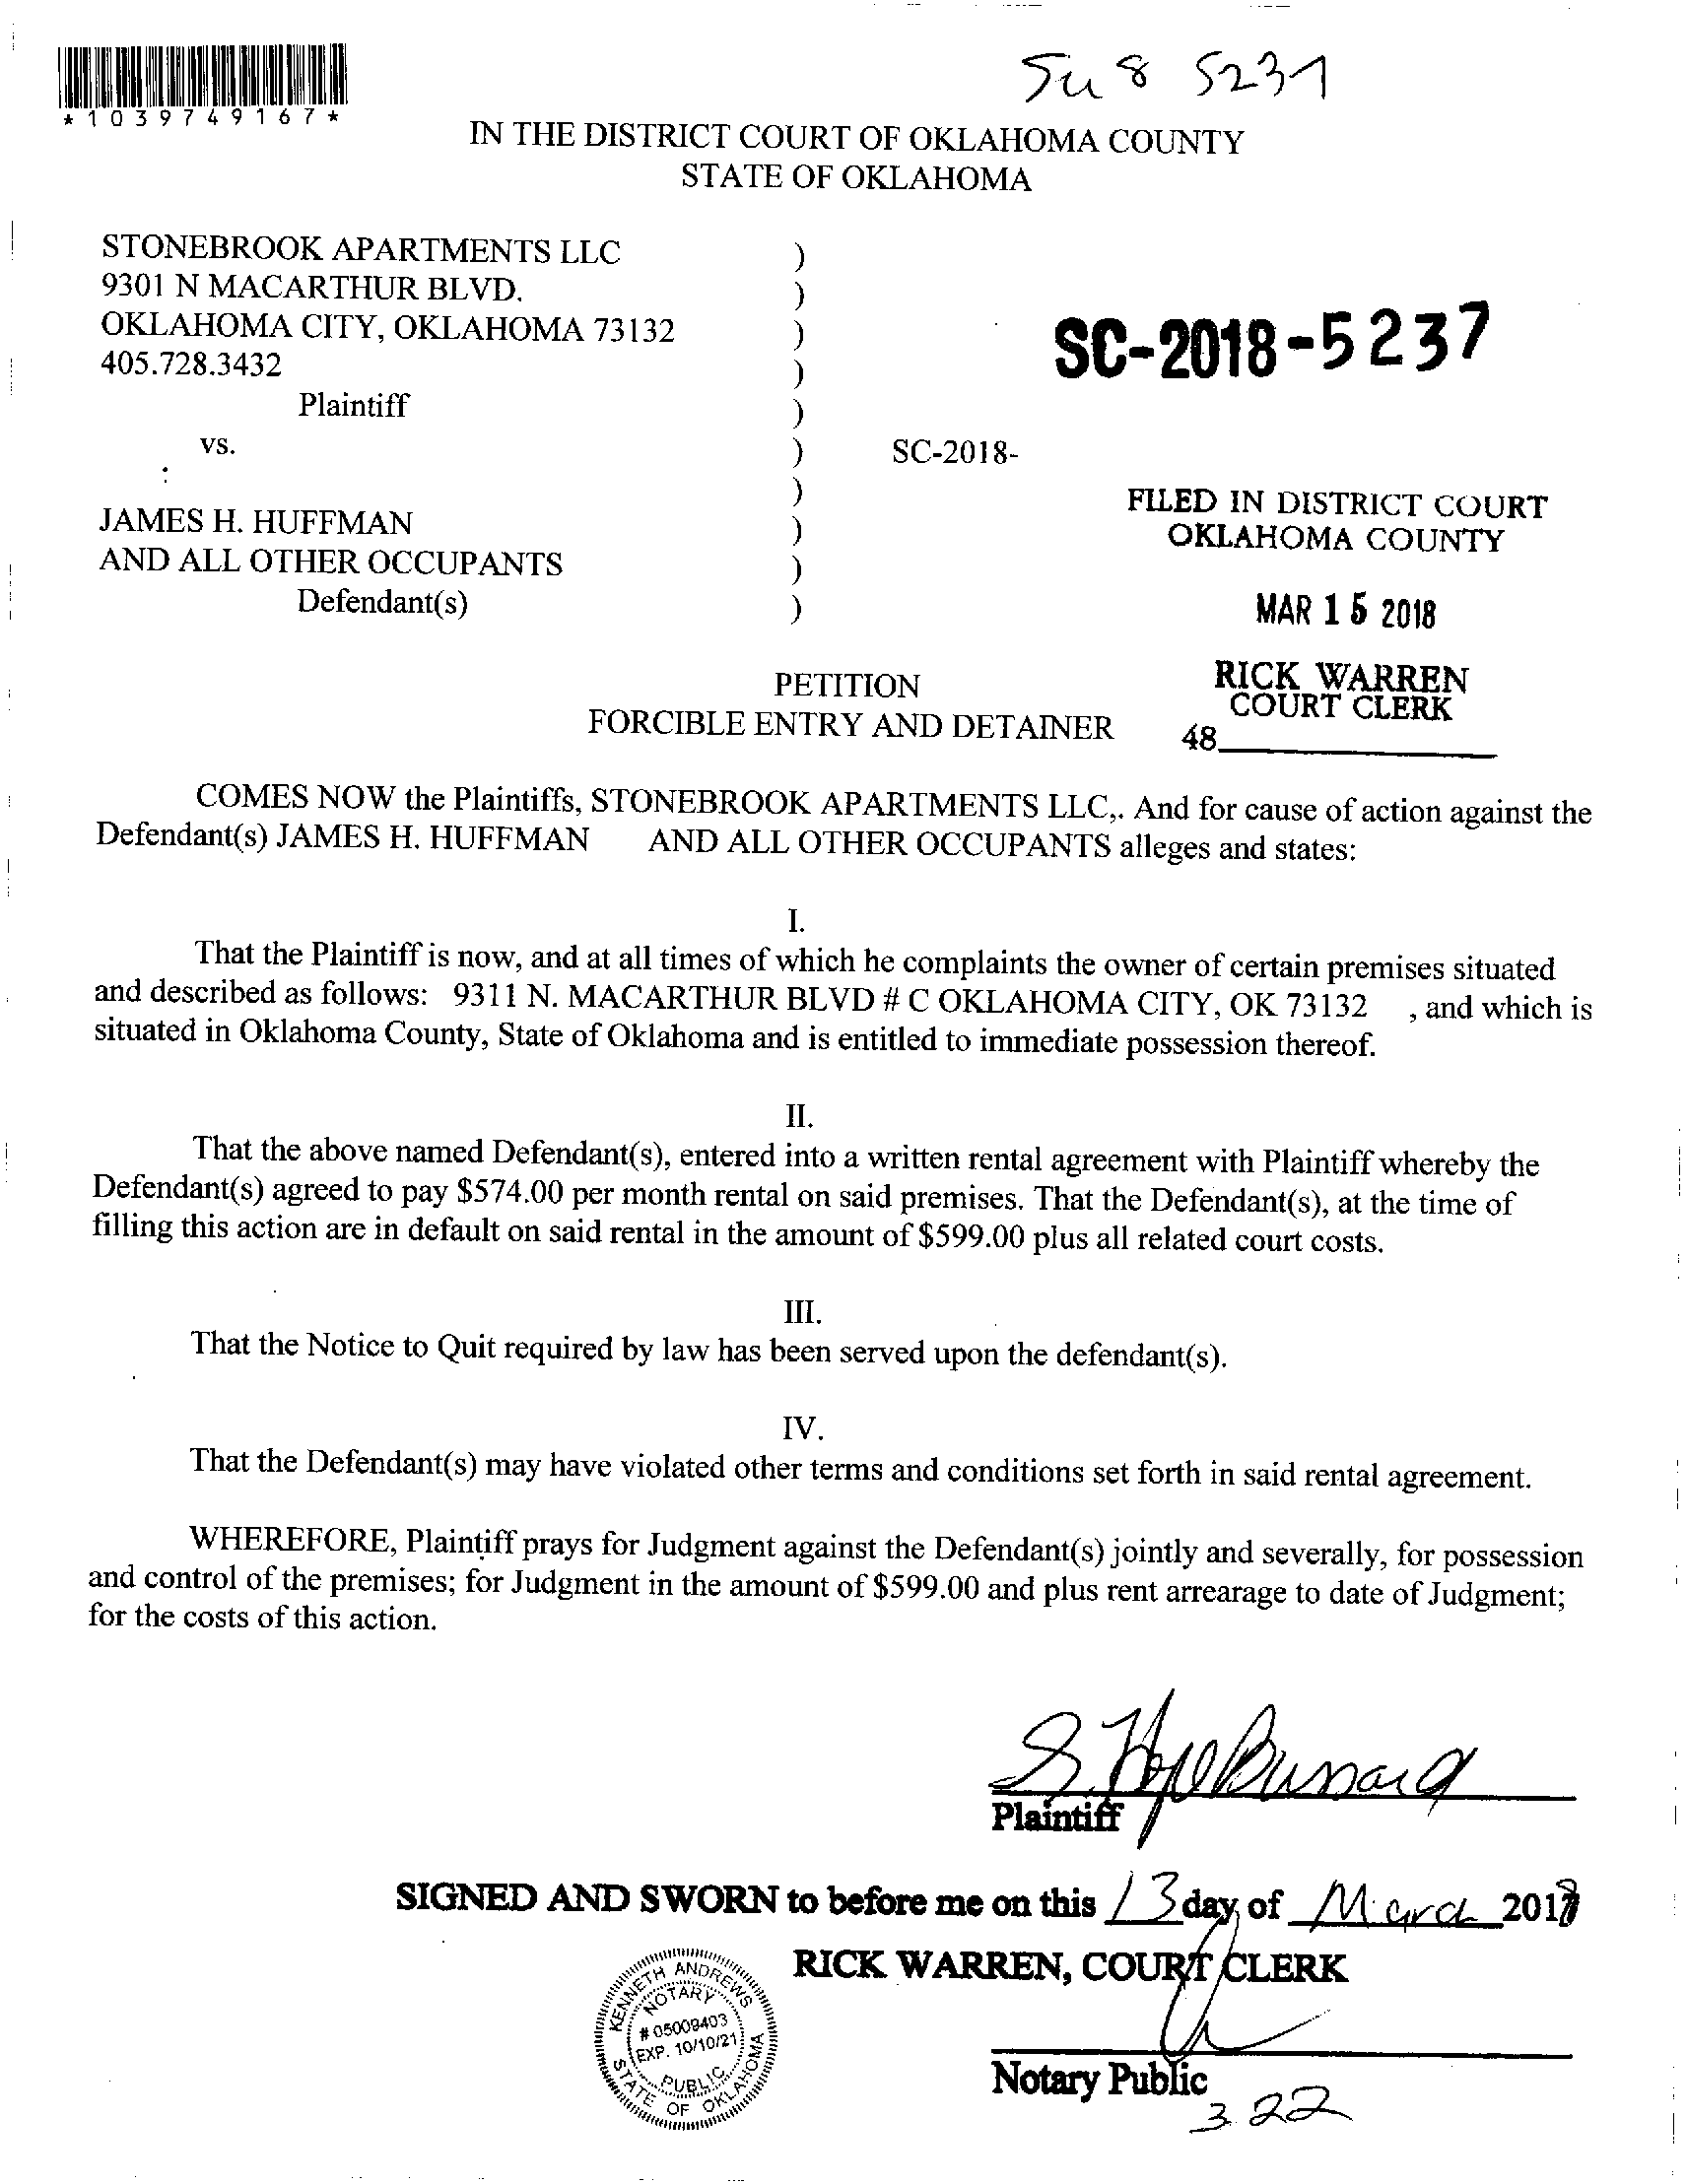 5u 8 5231
*1039749167*
IN THE DISTRICT COURT OF OKLAHOMA COUNTY
STATE OF OKLAHOMA
STONEBROOK APARTMENTS LLC )
9301 N MACARTHUR BLVD. )
OKLAHOMA CITY, OKLAHOMA 73132 )
405.728.3432 )
SC-2018-5237
Plaintiff )
vs. ) SC-2018-
)
JAMES H. HUFFMAN )
AND ALL OTHER OCCUPANTS )
Defendant(s) )
FILED IN DISTRICT COURT
OKLAHOMA COUNTY
MAR 15 2018
RICK WARREN
COURT CLERK
48
PETITION
FORCIBLE ENTRY AND DETAINER
COMES NOW the Plaintiffs, STONEBROOK APARTMENTS LLC,. And for cause of action against the
Defendant(s) JAMES H. HUFFMAN AND ALL OTHER OCCUPANTS alleges and states:
I.
That the Plaintiff is now, and at all times of which he complaints the owner of certain premises situated
and described as follows: 9311 N. MACARTHUR BLVD # C OKLAHOMA CITY, OK 73132 , and which is
situated in Oklahoma County, State of Oklahoma and is entitled to immediate possession thereof.
II.
That the above named Defendant(s), entered into a written rental agreement with Plaintiff whereby the
Defendant(s) agreed to pay $574.00 per month rental on said premises. That the Defendant(s), at the time of
filling this action are in default on said rental in the amount of $599.00 plus all related court costs.
III.
That the Notice to Quit required by law has been served upon the defendant(s).
IV.
That the Defendant(s) may have violated other terms and conditions set forth in said rental agreement.
WHEREFORE, Plaintiff prays for Judgment against the Defendant(s) jointly and severally, for possession
and control of the premises; for Judgment in the amount of $599.00 and plus rent arrearage to date of Judgment;
for the costs of this action.
S. Hope Bussard
Plaintiff
SIGNED AND SWORN to before me on this 13 day of March 2018
RICK WARREN, COURT CLERK
KENNETH ANDREWS
NOTARY
# 05009403
EXP. 10/10/21
PUBLIC
STATE OF OKLAHOMA
Notary Public
3 22